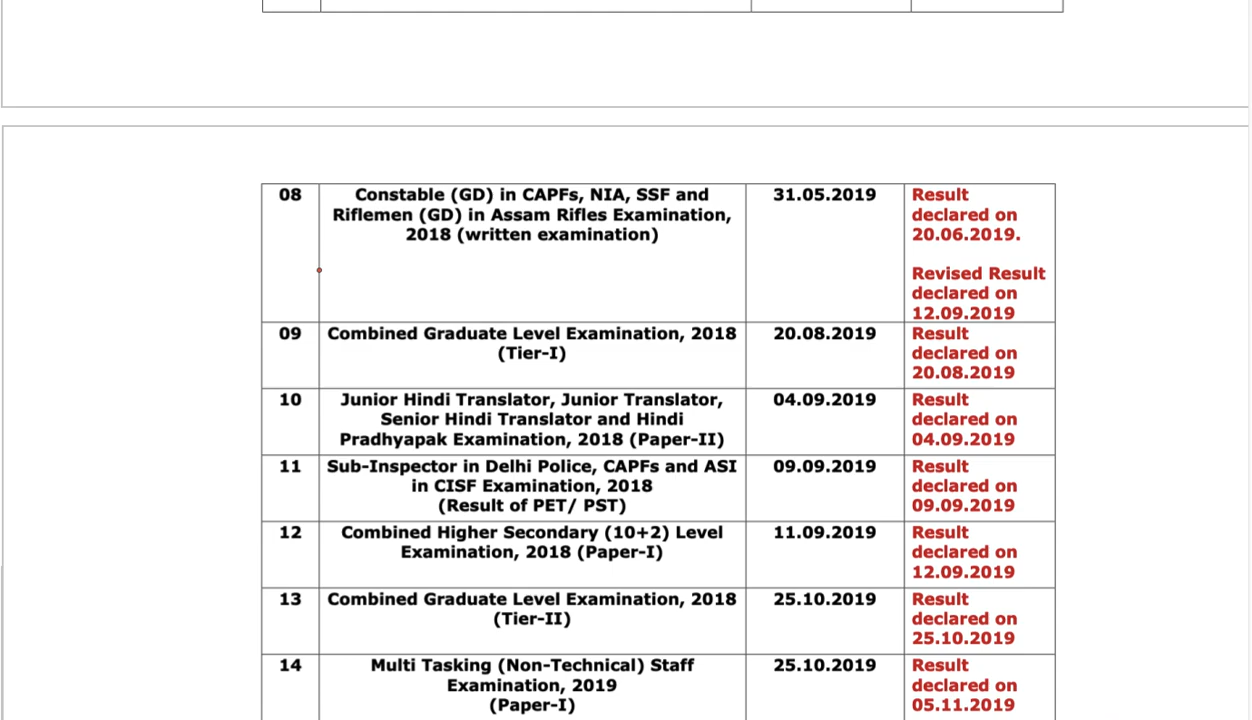 08
Constable (GD) in CAPFs, NIA, SSF and
Riflemen (GD) in Assam Rifles Examination,
2018 (written examination)
31.05.2019
Result
declared on
20.06.2019.
Revised Result
declared on
12.09.2019
09
Combined Graduate Level Examination, 2018
(Tier-I)
20.08.2019
Result
declared on
20.08.2019
10
Junior Hindi Translator, Junior Translator,
Senior Hindi Translator and Hindi
Pradhyapak Examination, 2018 (Paper-II)
04.09.2019
Result
declared on
04.09.2019
11
Sub-Inspector in Delhi Police, CAPFs and ASI
in CISF Examination, 2018
(Result of PET/ PST)
09.09.2019
Result
declared on
09.09.2019
12
Combined Higher Secondary (10+2) Level
Examination, 2018 (Paper-I)
11.09.2019
Result
declared on
12.09.2019
13
Combined Graduate Level Examination, 2018
(Tier-II)
25.10.2019
Result
declared on
25.10.2019
14
Multi Tasking (Non-Technical) Staff
Examination, 2019
(Paper-I)
25.10.2019
Result
declared on
05.11.2019